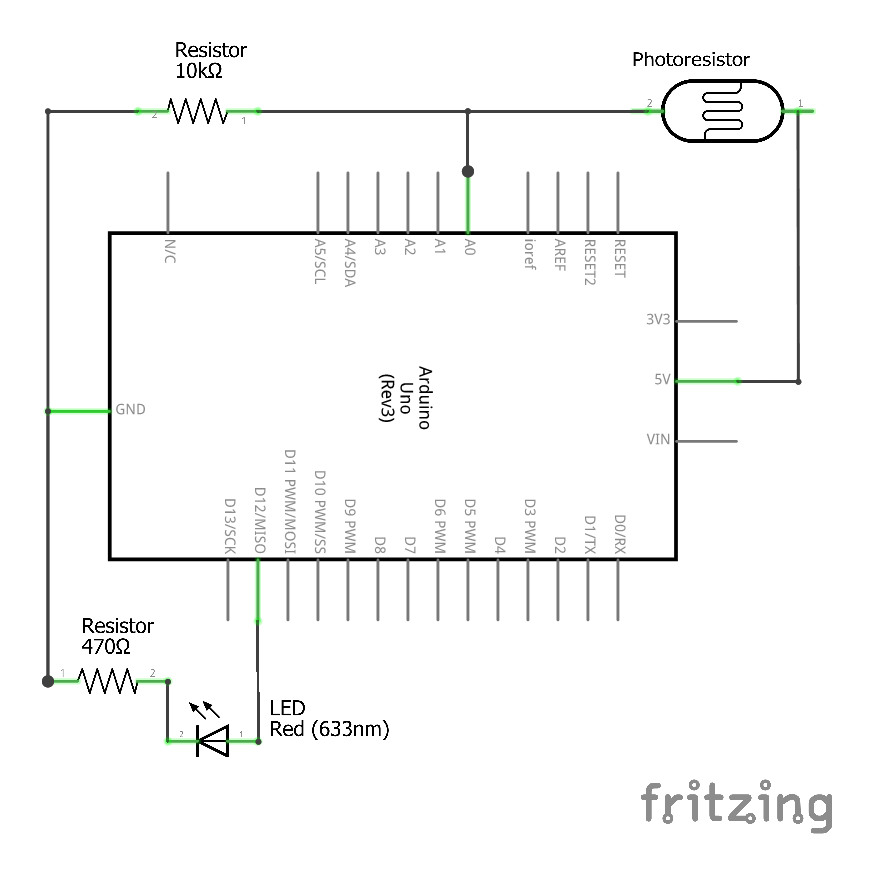 Resistor
10kΩ
Photoresistor
2
1
2
1
N/C
A5/SCL
A4/SDA
A3
A2
A1
A0
ioref
AREF
RESET2
RESET
3V3
5V
VIN
GND
Arduino
Uno
(Rev3)
D13/SCK
D12/MISO
D11 PWM/MOSI
D10 PWM/SS
D9 PWM
D8
D7
D6 PWM
D5 PWM
D4
D3 PWM
D2
D1/TX
D0/RX
Resistor
470Ω
1
2
LED
Red (633nm)
2
1
fritzing